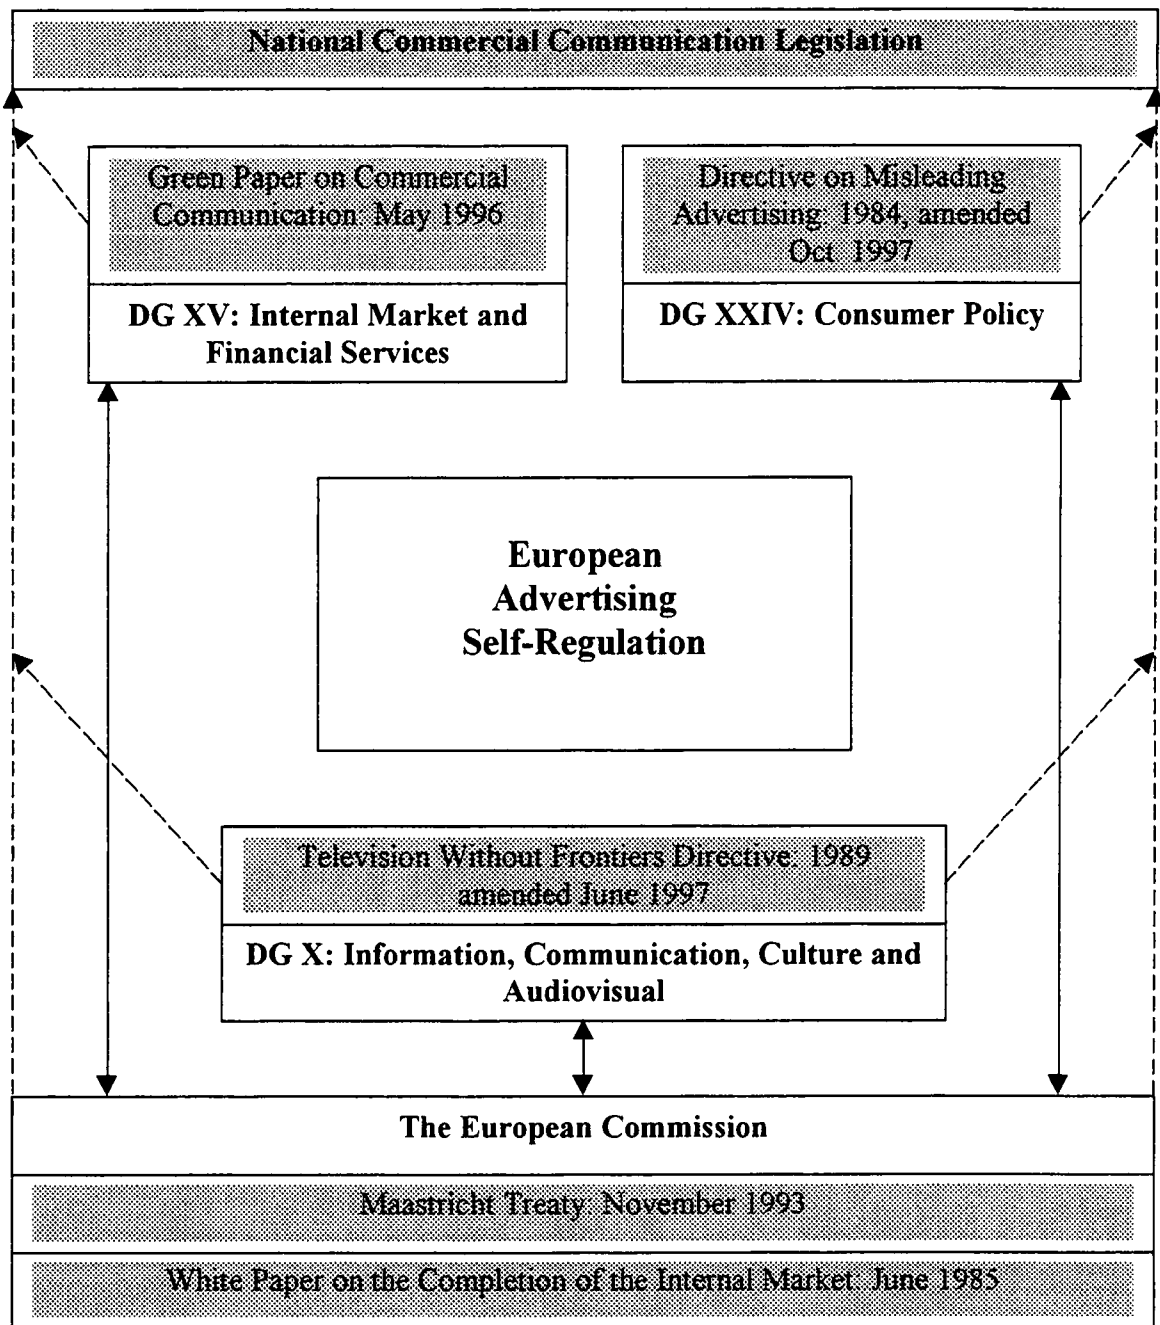 National Commercial Communication Legislation
Green Paper on Commercial
Communication: May 1996
DG XV: Internal Market and
Financial Services
Directive on Misleading
Advertising: 1984, amended
Oct. 1997
DG XXIV: Consumer Policy
European
Advertising
Self-Regulation
Television Without Frontiers Directive: 1989
amended June 1997
DG X: Information, Communication, Culture and
Audiovisual
The European Commission
Maastricht Treaty: November 1993
White Paper on the Completion of the Internal Market: June 1985